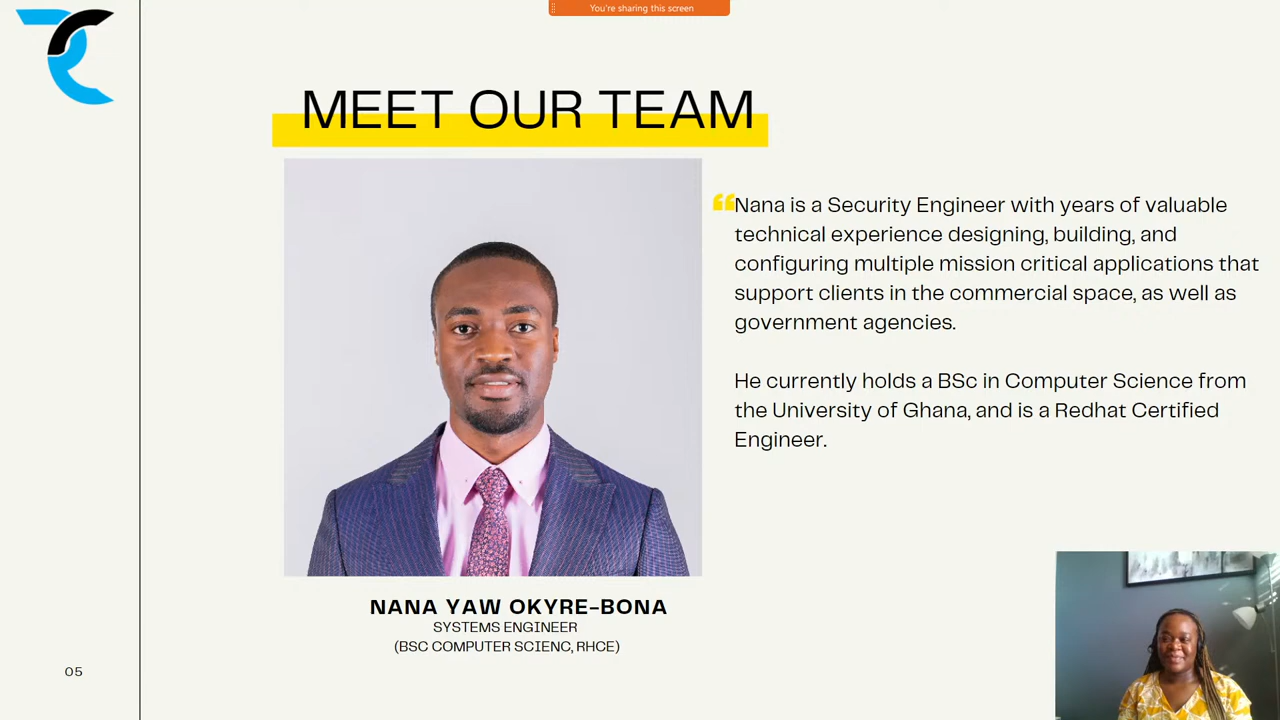 You're sharing this screen
MEET OUR TEAM
“Nana is a Security Engineer with years of valuable
technical experience designing, building, and
configuring multiple mission critical applications that
support clients in the commercial space, as well as
government agencies.
He currently holds a BSc in Computer Science from
the University of Ghana, and is a Redhat Certified
Engineer.
NANA YAW OKYRE-BONA
SYSTEMS ENGINEER
(BSC COMPUTER SCIENC, RHCE)
05